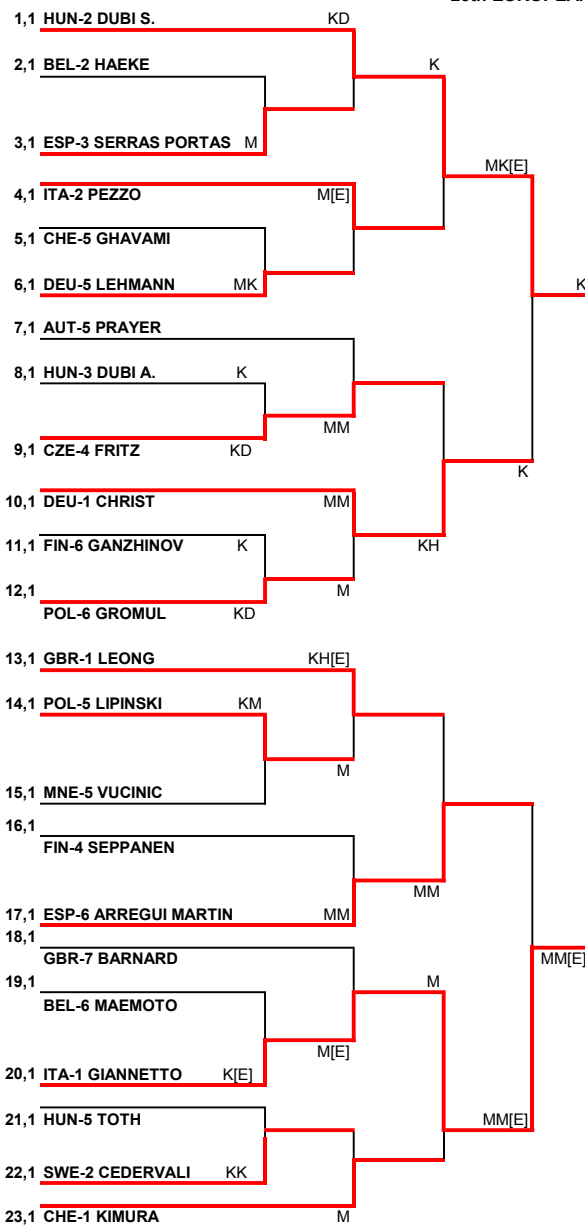 1,1 HUN-2 DUBI S. KD
2,1 BEL-2 HAEKE K
3,1 ESP-3 SERRAS PORTAS M
MK[E]
4,1 ITA-2 PEZZO M[E]
5,1 CHE-5 GHAVAMI
6,1 DEU-5 LEHMANN MK K
7,1 AUT-5 PRAYER
8,1 HUN-3 DUBI A. K
MM
9,1 CZE-4 FRITZ KD
K
10,1 DEU-1 CHRIST MM
11,1 FIN-6 GANZHINOV K KH
12,1 M
POL-6 GROMUL KD
13,1 GBR-1 LEONG KH[E]
14,1 POL-5 LIPINSKI KM
M
15,1 MNE-5 VUCINIC
16,1
FIN-4 SEPPANEN
MM
17,1 ESP-6 ARREGUI MARTIN MM
18,1
GBR-7 BARNARD MM[E]
19,1 M
BEL-6 MAEMOTO
M[E]
20,1 ITA-1 GIANNETTO K[E]
21,1 HUN-5 TOTH MM[E]
22,1 SWE-2 CEDERVALI KK
23,1 CHE-1 KIMURA M